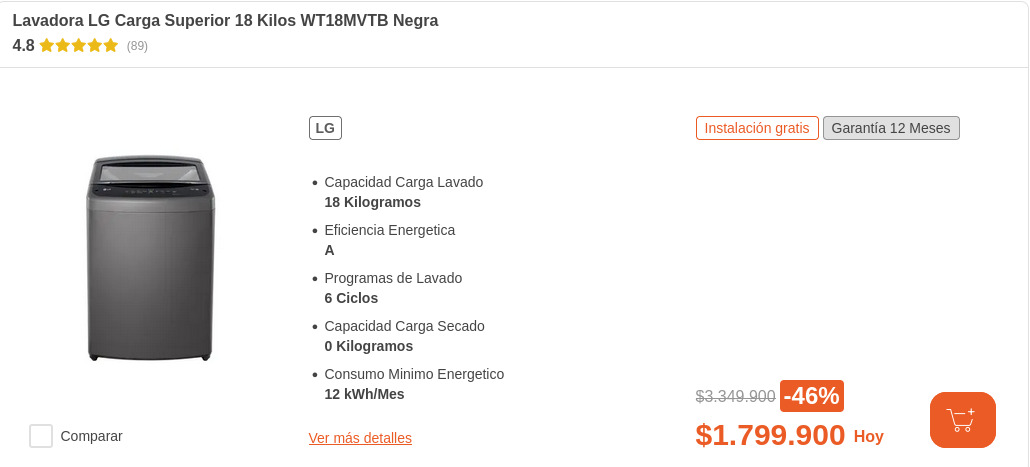 Lavadora LG Carga Superior 18 Kilos WT18MVTB Negra
4.8 (89)
LG
Instalación gratis Garantía 12 Meses
Capacidad Carga Lavado
18 Kilogramos
Eficiencia Energetica
A
Programas de Lavado
6 Ciclos
Capacidad Carga Secado
0 Kilogramos
Consumo Minimo Energetico
12 kWh/Mes
$3.349.900 -46%
$1.799.900 Hoy
Comparar
Ver más detalles